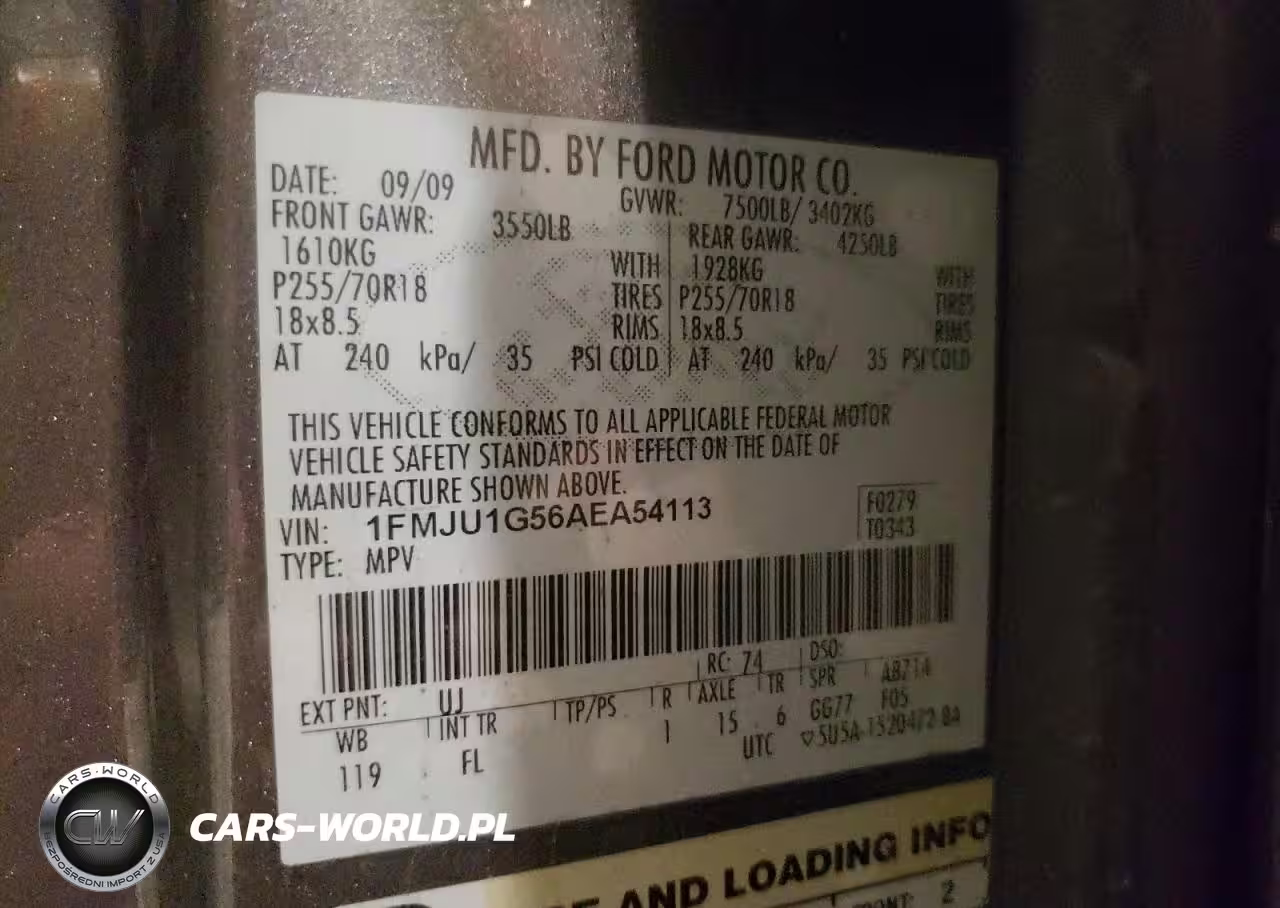 MFD. BY FORD MOTOR CO.
DATE: 09/09 GVWR: 7500LB/ 3402KG
FRONT GAWR: 3550LB REAR GAWR: 4250LB
1610KG WITH 1928KG WITH
P255/70R18 TIRES P255/70R18 TIRES
18x8.5 RIMS 18x8.5 RIMS
AT 240 kPa/ 35 PSI COLD AT 240 kPa/ 35 PSI COLD
THIS VEHICLE CONFORMS TO ALL APPLICABLE FEDERAL MOTOR
VEHICLE SAFETY STANDARDS IN EFFECT ON THE DATE OF
MANUFACTURE SHOWN ABOVE.
VIN: 1FMJU1G56AEA54113 F0279
TYPE: MPV T0343
EXT PNT: UJ RC: 74 DSO:
WB INT TR TP/PS R AXLE TR SPR
119 FL 1 15 6 GG77 F05
UTC
CARS-WORLD
CW
BEZPOŚREDNI IMPORT Z USA
CARS-WORLD.PL
AND LOADING INFO
2